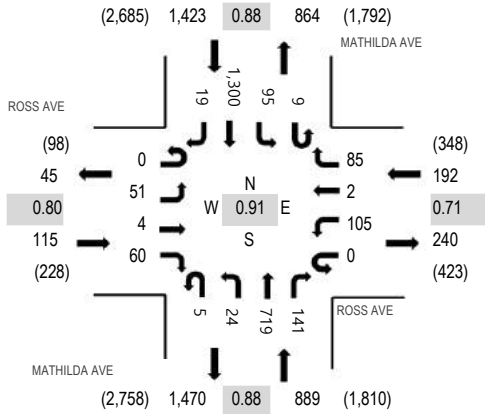 (2,685) 1,423 0.88 864 (1,792)
MATHILDA AVE
19 1,300 95 9
ROSS AVE
(98)
45
0.80
115
(228)
0
51
4
60
N
W 0.91 E
S
85
2
105
0
(348)
192
0.71
240
(423)
5 24 719 141
ROSS AVE
MATHILDA AVE
(2,758) 1,470 0.88 889 (1,810)